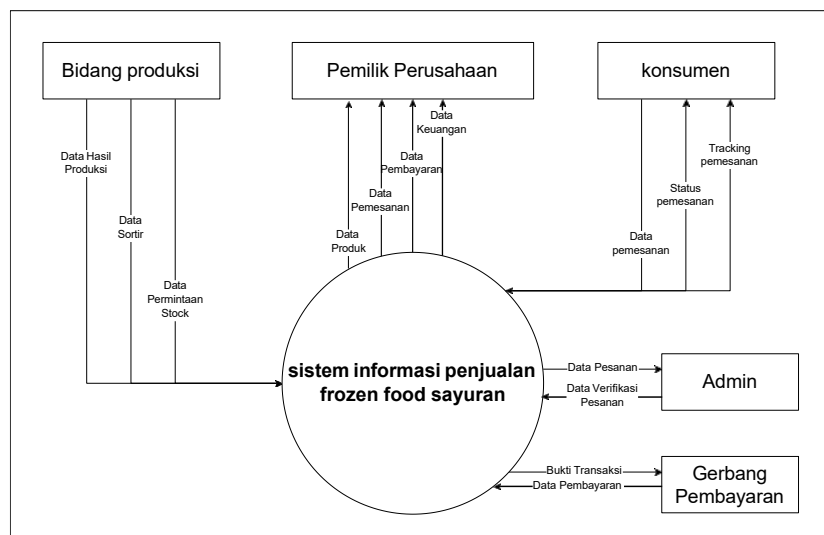 Bidang produksi
Pemilik Perusahaan
konsumen
Data Hasil
Produksi
Data
Sortir
Data
Permintaan
Stock
Data
Produk
Data
Pemesanan
Data
Pembayaran
Data
Keuangan
Data
pemesanan
Status
pemesanan
Tracking
pemesanan
sistem informasi penjualan
frozen food sayuran
Data Pesanan
Data Verifikasi
Pesanan
Admin
Bukti Transaksi
Data Pembayaran
Gerbang
Pembayaran